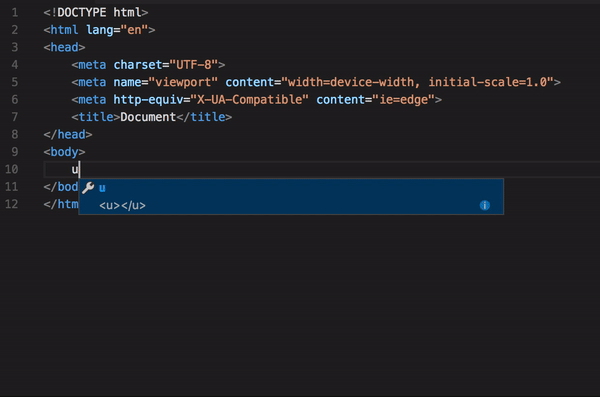 1 <!DOCTYPE html>
2 <html lang="en">
3 <head>
4 <meta charset="UTF-8">
5 <meta name="viewport" content="width=device-width, initial-scale=1.0">
6 <meta http-equiv="X-UA-Compatible" content="ie=edge">
7 <title>Document</title>
8 </head>
9 <body>
10 u
11 </bod
u
12 </htm
<u></u>